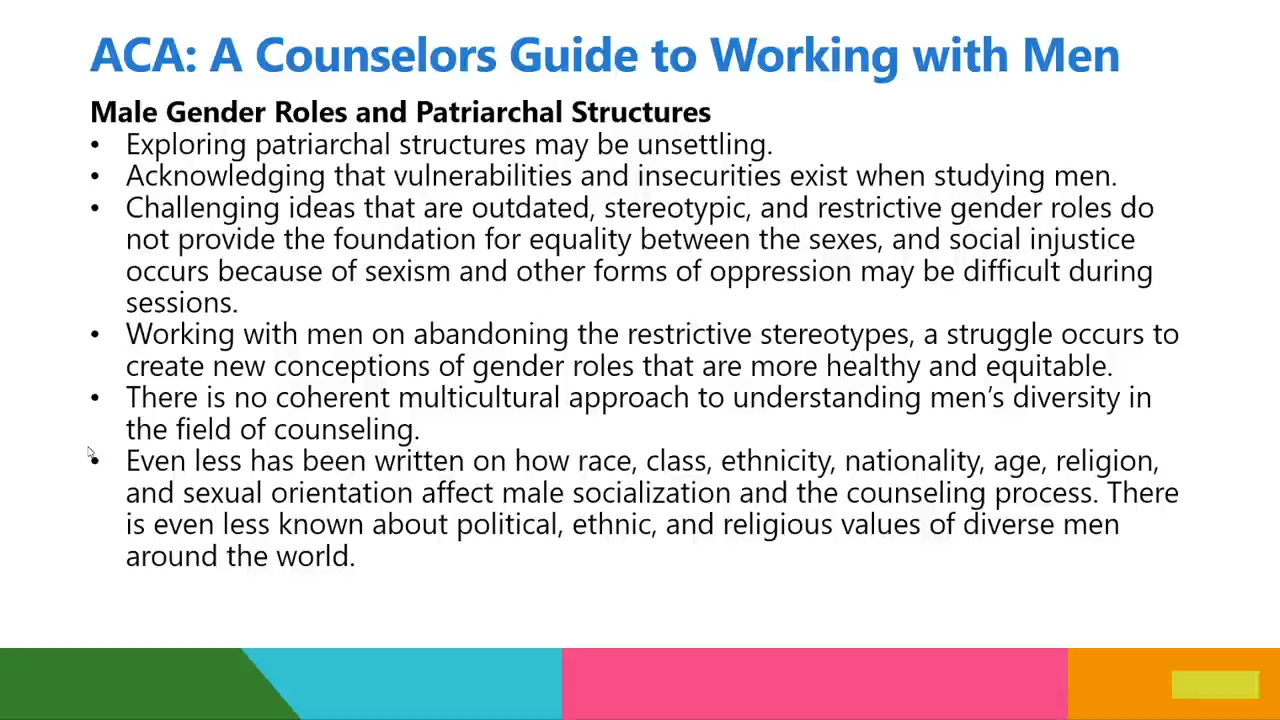 ACA: A Counselors Guide to Working with Men
Male Gender Roles and Patriarchal Structures
• Exploring patriarchal structures may be unsettling.
• Acknowledging that vulnerabilities and insecurities exist when studying men.
• Challenging ideas that are outdated, stereotypic, and restrictive gender roles do
not provide the foundation for equality between the sexes, and social injustice
occurs because of sexism and other forms of oppression may be difficult during
sessions.
• Working with men on abandoning the restrictive stereotypes, a struggle occurs to
create new conceptions of gender roles that are more healthy and equitable.
• There is no coherent multicultural approach to understanding men’s diversity in
the field of counseling.
• Even less has been written on how race, class, ethnicity, nationality, age, religion,
and sexual orientation affect male socialization and the counseling process. There
is even less known about political, ethnic, and religious values of diverse men
around the world.